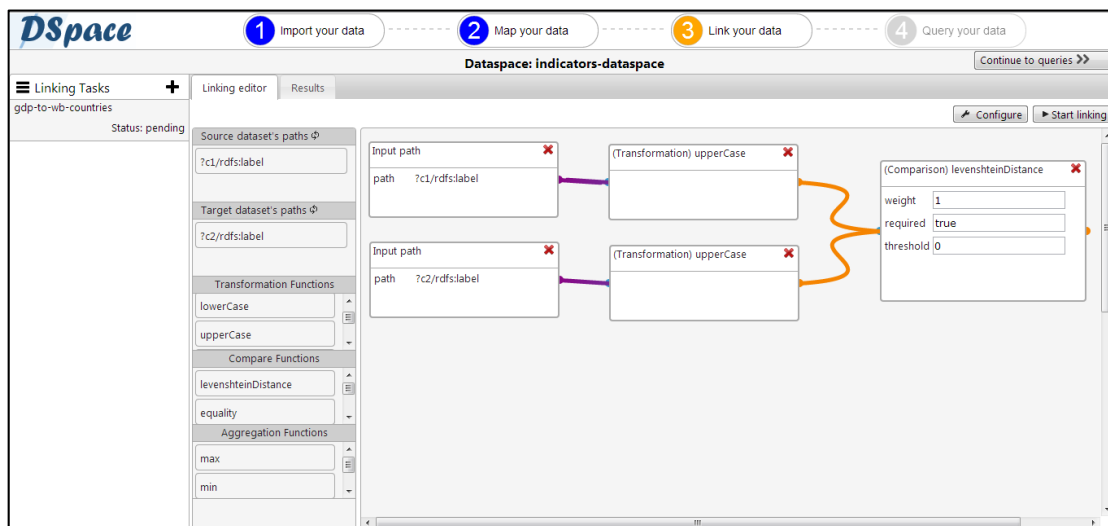 DSpace
1 Import your data
2 Map your data
3 Link your data
4 Query your data
Dataspace: indicators-dataspace
Continue to queries >>
Linking Tasks +
gdp-to-wb-countries
Status: pending
Linking editor Results
Configure Start linking
Source dataset's paths
?c1/rdfs:label
Target dataset's paths
?c2/rdfs:label
Transformation Functions
lowerCase
upperCase
Compare Functions
levenshteinDistance
equality
Aggregation Functions
max
min
Input path
path ?c1/rdfs:label
(Transformation) upperCase
Input path
path ?c2/rdfs:label
(Transformation) upperCase
(Comparison) levenshteinDistance
weight 1
required true
threshold 0